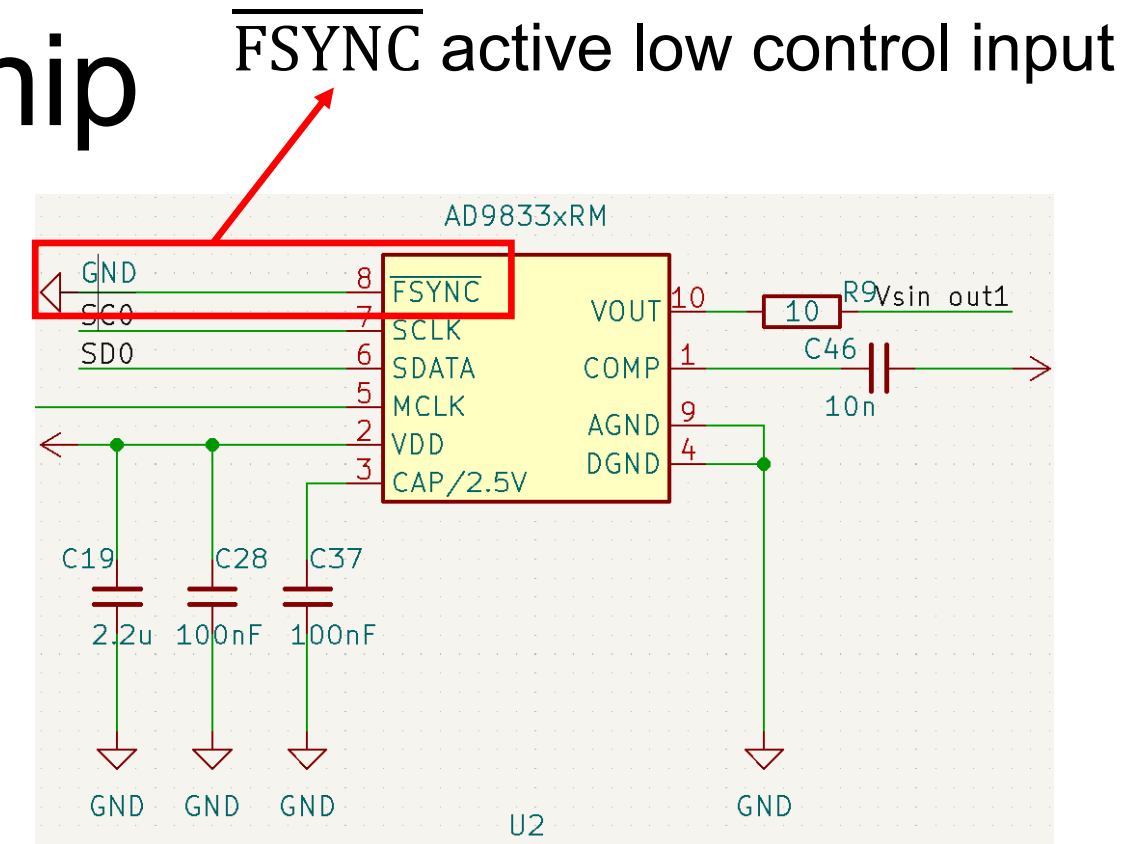 hip
FSYNC active low control input
AD9833xRM
GND
8
FSYNC
SC0
7
SCLK
SD0
6
SDATA
5
MCLK
2
VDD
3
CAP/2.5V
VOUT
10
10
R9
Vsin out1
COMP
1
C46
10n
AGND
9
DGND
4
C19
C28
C37
2.2u
100nF
100nF
GND
GND
GND
GND
U2